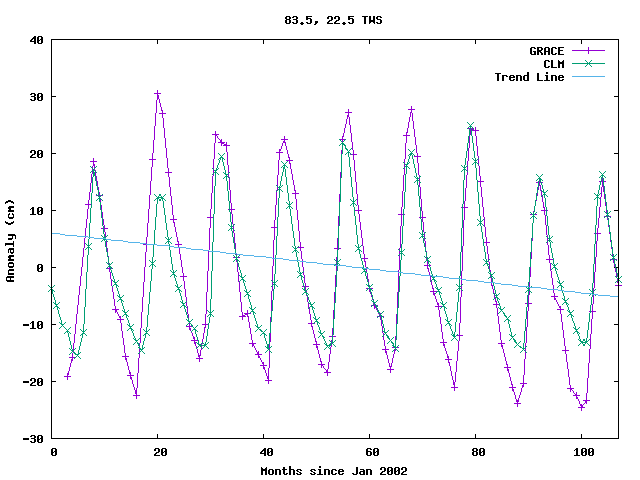 83.5, 22.5 TWS
GRACE
CLM
Trend Line
40
30
20
10
0
-10
-20
-30
Anomaly (cm)
0 20 40 60 80 100
Months since Jan 2002